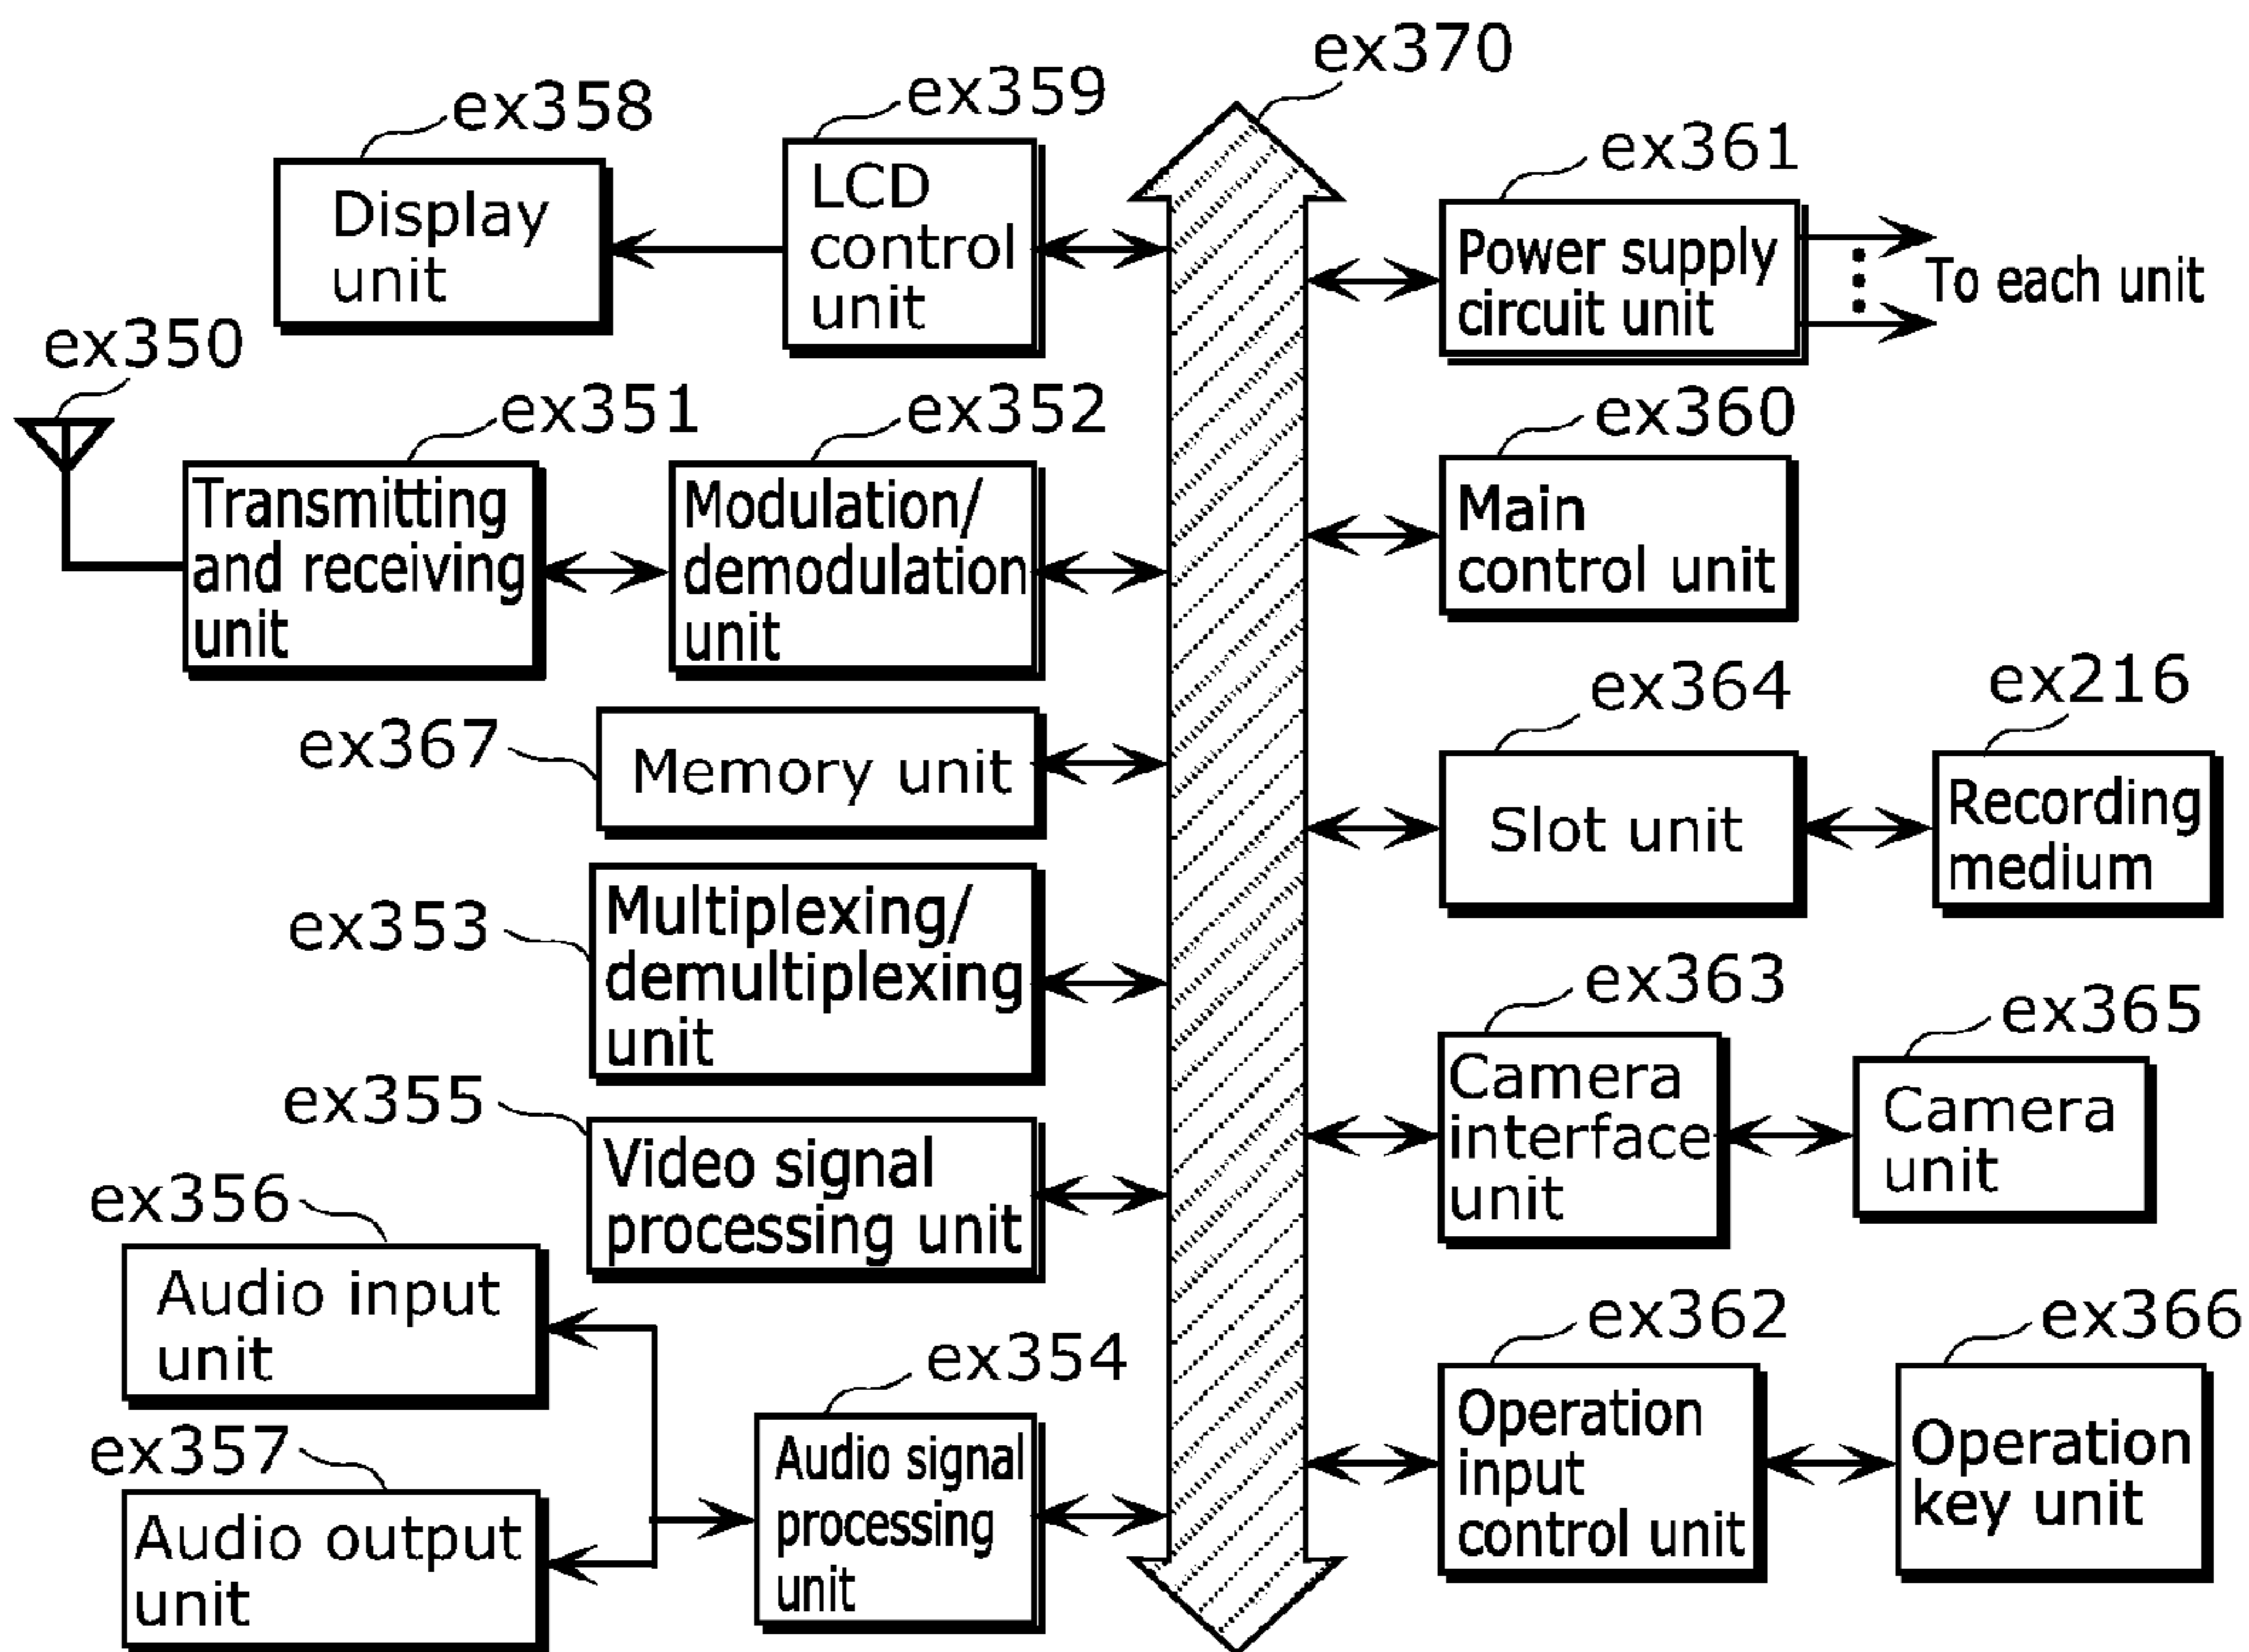 ex370
ex358
ex359
ex361
Display
unit
LCD
control
unit
Power supply
circuit unit
To each unit
ex350
ex351
ex352
ex360
Transmitting
and receiving
unit
Modulation/
demodulation
unit
Main
control unit
ex367
Memory unit
ex364
ex216
Slot unit
Recording
medium
ex353
Multiplexing/
demultiplexing
unit
ex363
ex365
Camera
interface
unit
Camera
unit
ex355
Video signal
processing unit
ex356
Audio input
unit
ex354
ex362
ex366
ex357
Audio output
unit
Audio signal
processing
unit
Operation
input
control unit
Operation
key unit